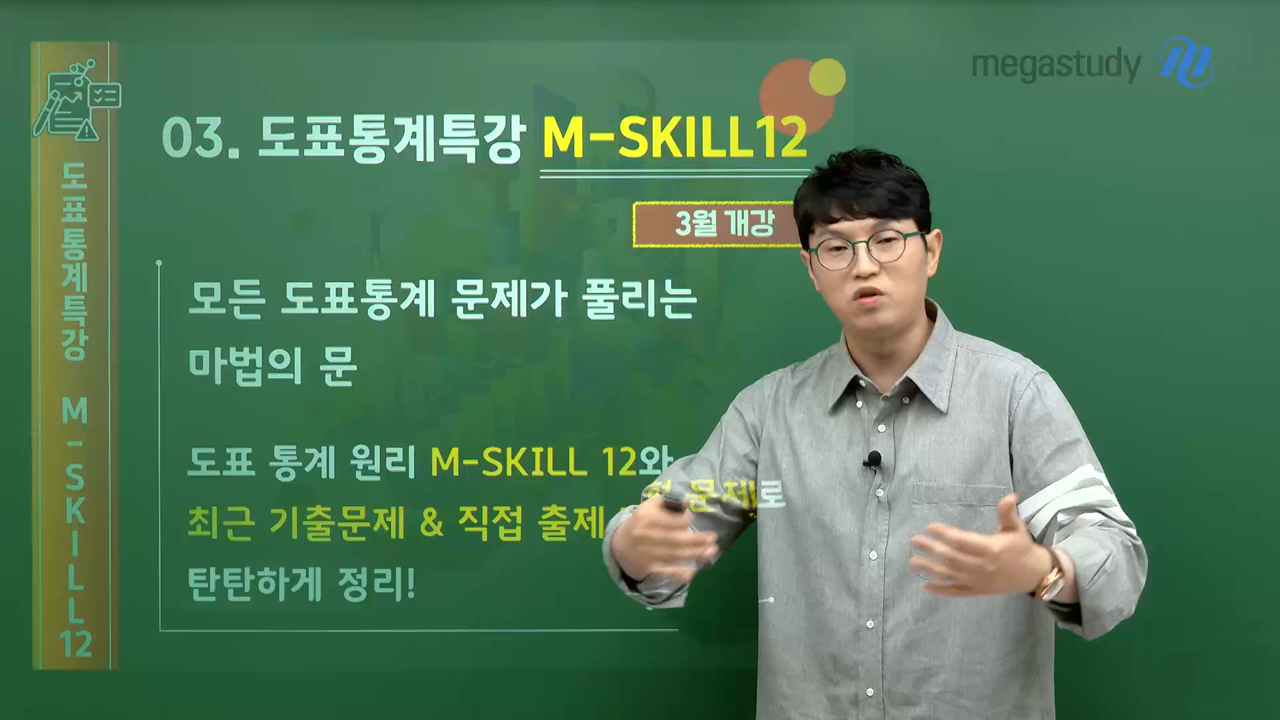 megastudy
03. 도표통계특강 M-SKILL12
3월 개강
도표통계특강 M-SKILL12
모든 도표통계 문제가 풀리는
마법의 문
도표 통계 원리 M-SKILL 12와
최근 기출문제 & 직접 출제 문제로
탄탄하게 정리!